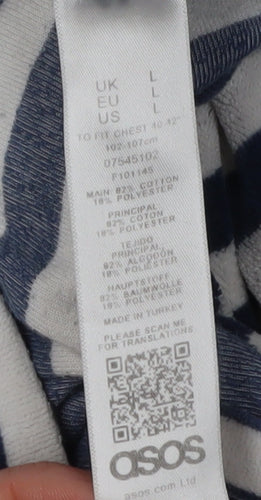 UK L
EU L
US L
TO FIT CHEST 40-42"
102-107cm
07545102
F101145
MAIN: 82% COTTON
18% POLYESTER
PRINCIPAL
82% COTON
18% POLYESTER
TEJIDO
PRINCIPAL
82% ALGODÓN
18% POLIÉSTER
HAUPTSTOFF:
82% BAUMWOLLE
18% POLYESTER
MADE IN TURKEY
PLEASE SCAN ME
FOR TRANSLATIONS
asos
asos.com Ltd